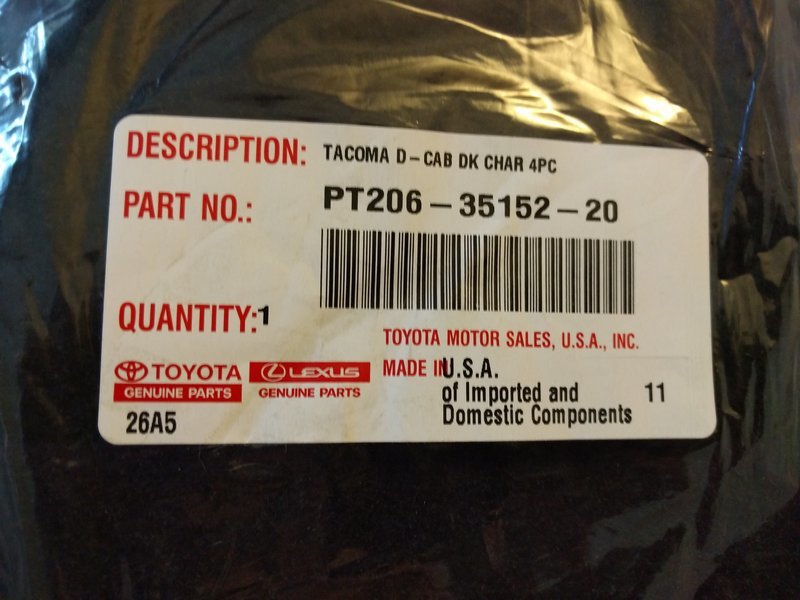 DESCRIPTION: TACOMA D-CAB DK CHAR 4PC
PART NO.: PT206-35152-20
QUANTITY:1
TOYOTA MOTOR SALES, U.S.A., INC.
TOYOTA LEXUS MADE IN U.S.A.
GENUINE PARTS GENUINE PARTS of Imported and 11
26A5 Domestic Components